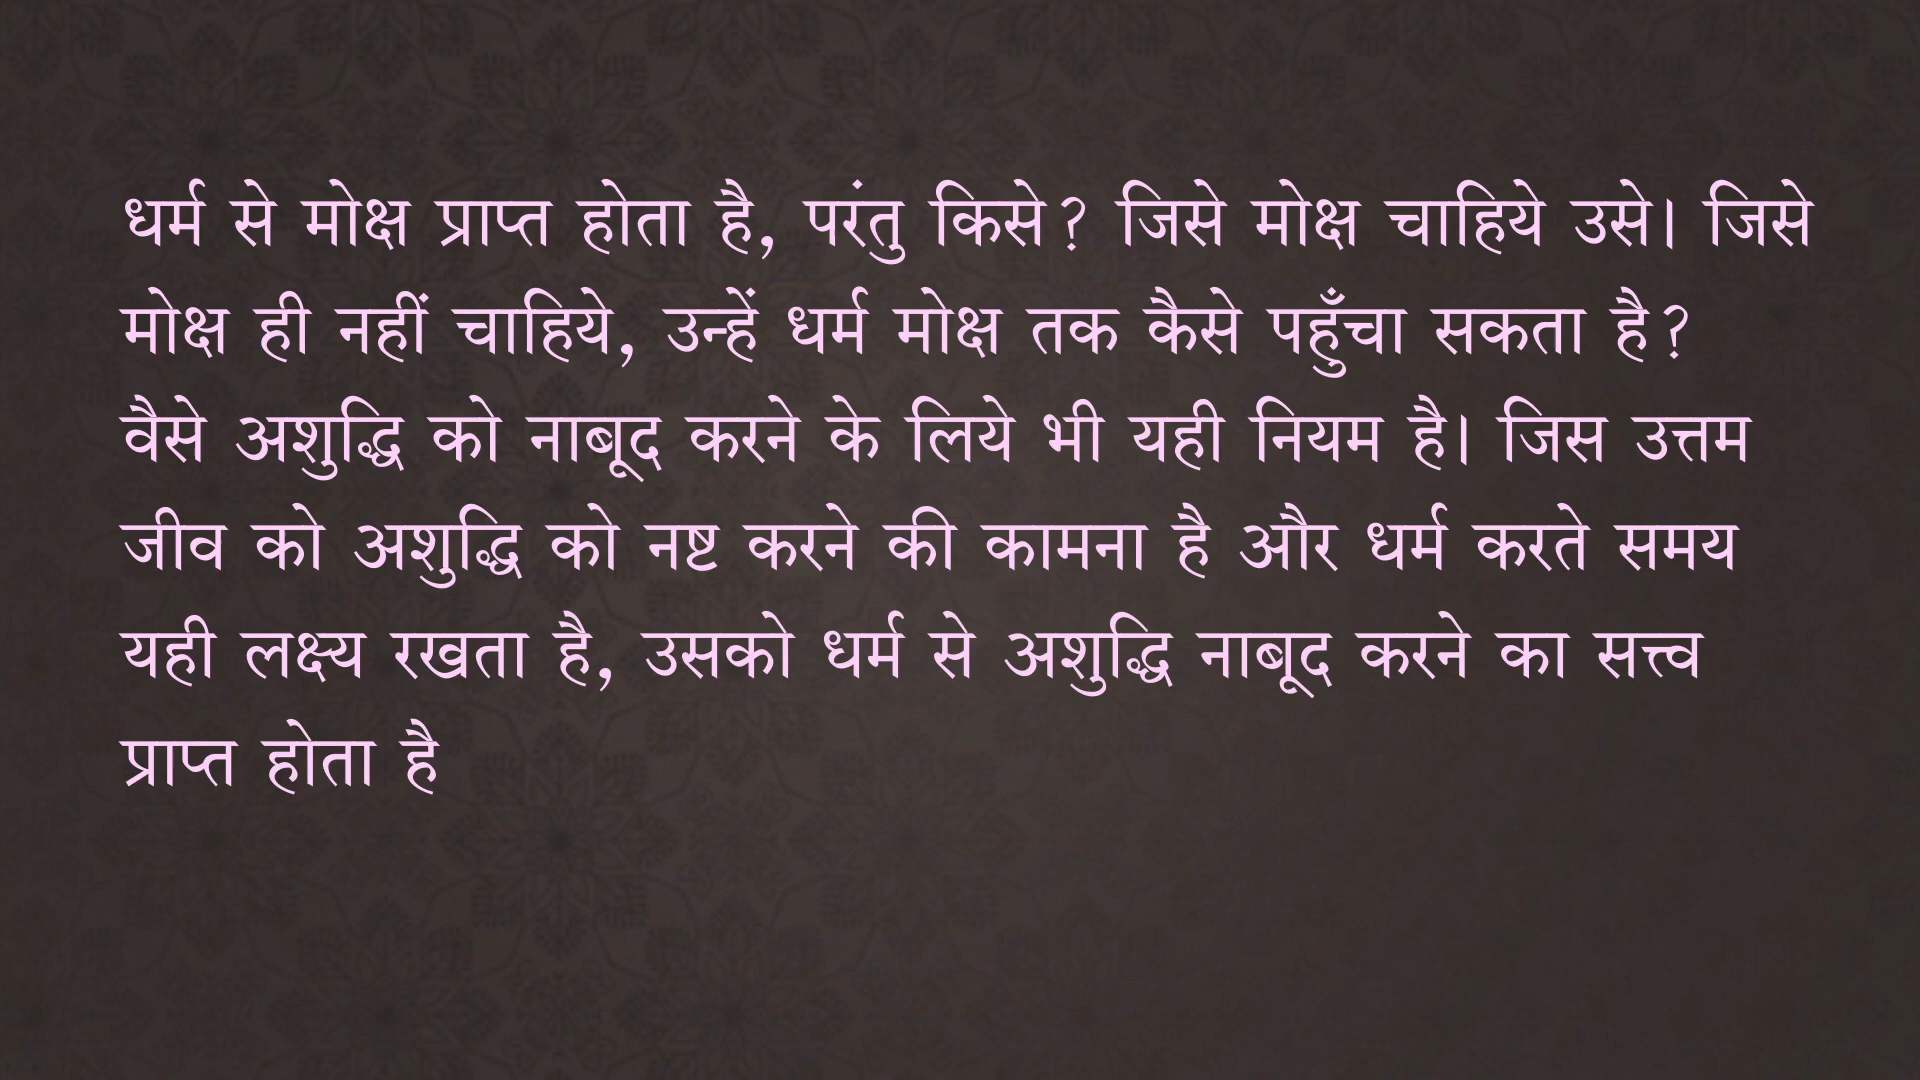 धर्म से मोक्ष प्राप्त होता है, परंतु किसे? जिसे मोक्ष चाहिये उसे। जिसे
मोक्ष ही नहीं चाहिये, उन्हें धर्म मोक्ष तक कैसे पहुँचा सकता है?
वैसे अशुद्धि को नाबूद करने के लिये भी यही नियम है। जिस उत्तम
जीव को अशुद्धि को नष्ट करने की कामना है और धर्म करते समय
यही लक्ष्य रखता है, उसको धर्म से अशुद्धि नाबूद करने का सत्त्व
प्राप्त होता है